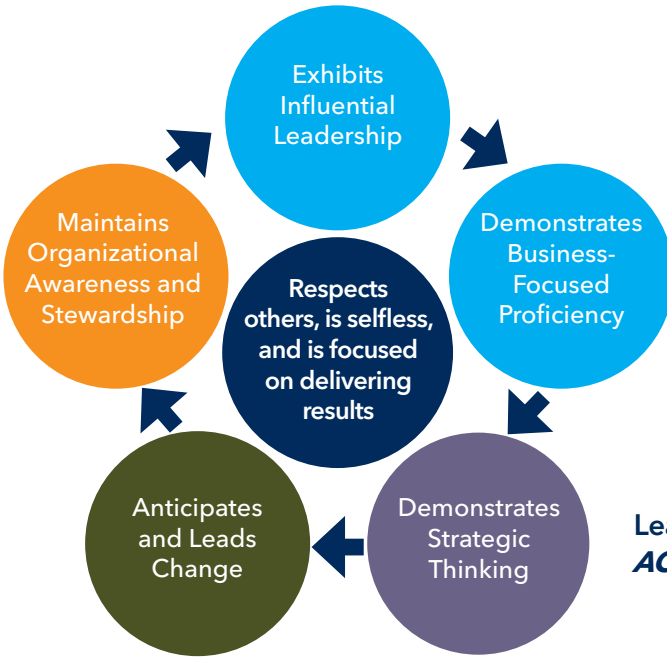 Exhibits
Influential
Leadership
Demonstrates
Business-
Focused
Proficiency
Demonstrates
Strategic
Thinking
Anticipates
and Leads
Change
Maintains
Organizational
Awareness and
Stewardship
Respects
others, is selfless,
and is focused
on delivering
results